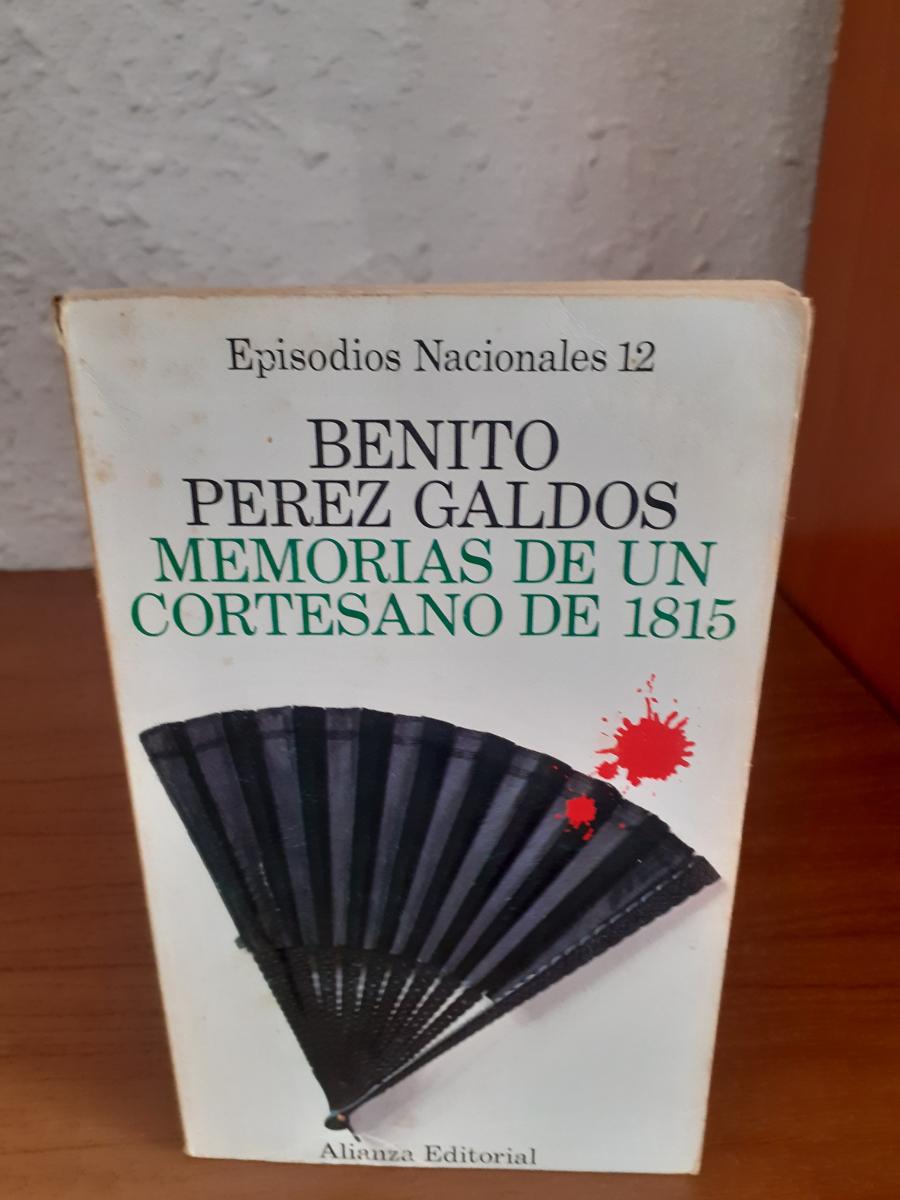 Episodios Nacionales 12
BENITO
PEREZ GALDOS
MEMORIAS DE UN
CORTESANO DE 1815
Alianza Editorial